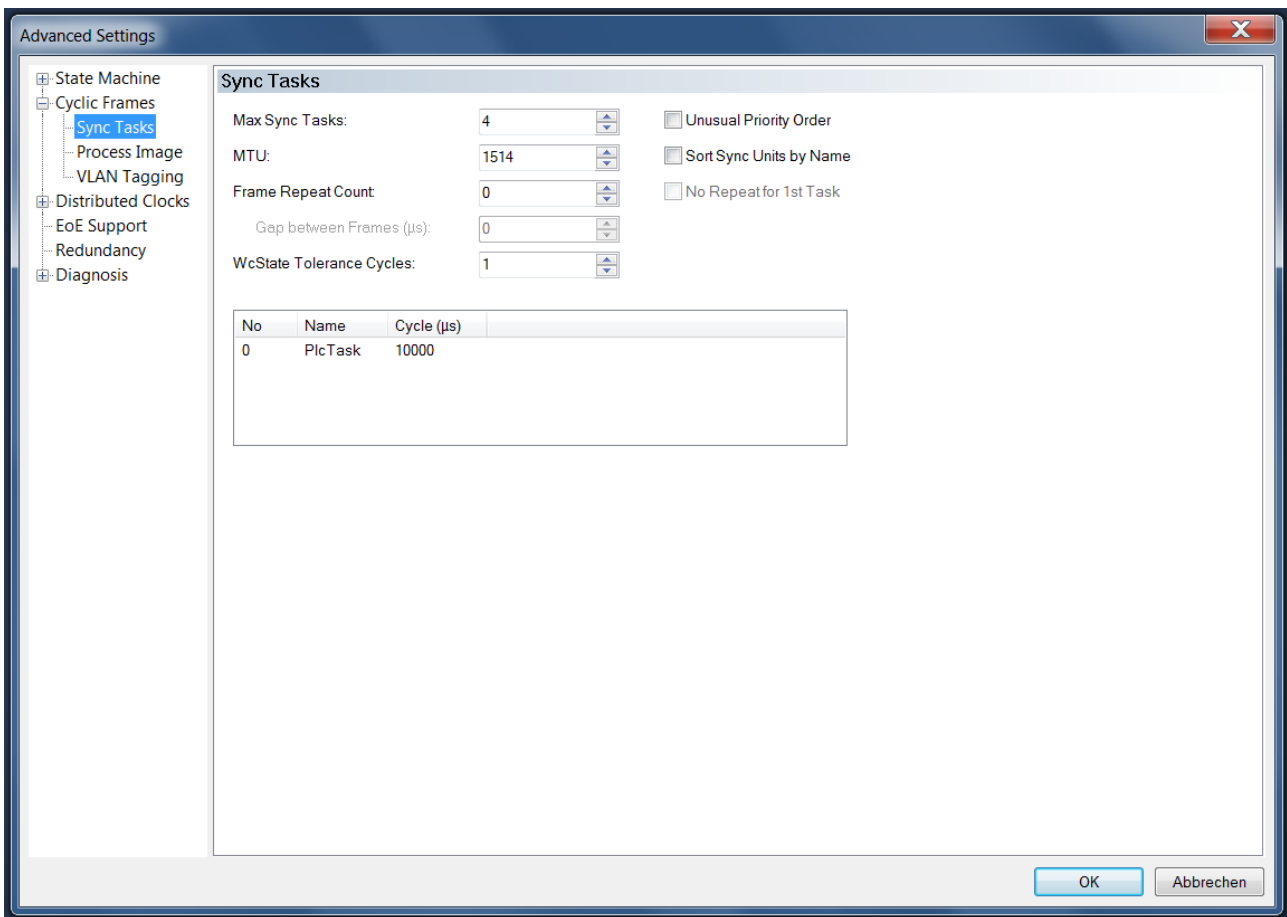 Advanced Settings
State Machine
Cyclic Frames
Sync Tasks
Process Image
VLAN Tagging
Distributed Clocks
EoE Support
Redundancy
Diagnosis
Sync Tasks
Max Sync Tasks: 4 Unusual Priority Order
MTU: 1514 Sort Sync Units by Name
Frame Repeat Count: 0 No Repeat for 1st Task
Gap between Frames (µs): 0
WcState Tolerance Cycles: 1
No Name Cycle (µs)
0 PlcTask 10000
OK Abbrechen